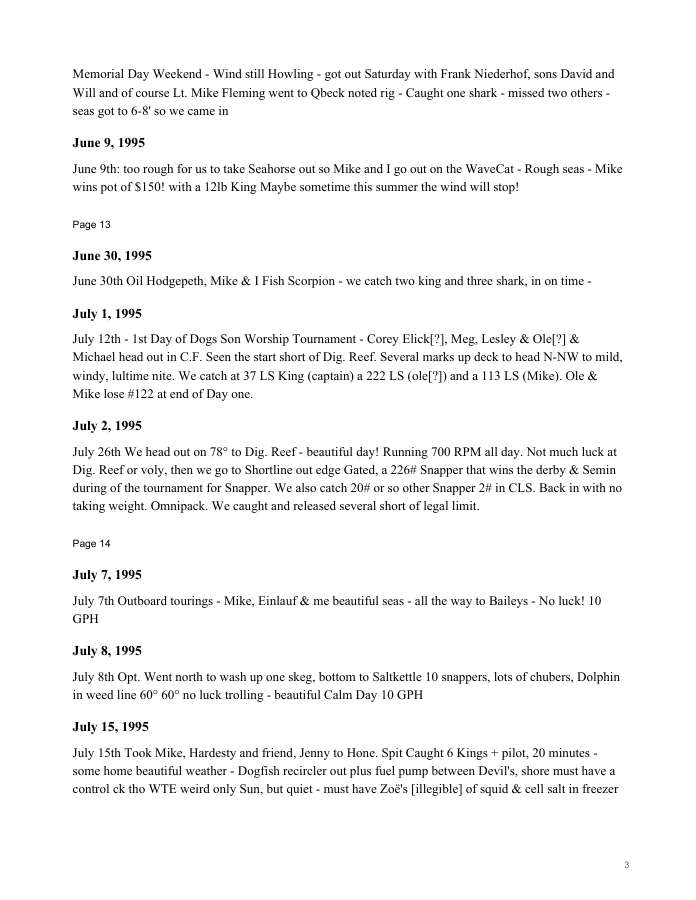 Memorial Day Weekend - Wind still Howling - got out Saturday with Frank Niederhof, sons David and
Will and of course Lt. Mike Fleming went to Qbeck noted rig - Caught one shark - missed two others -
seas got to 6-8' so we came in
June 9, 1995
June 9th: too rough for us to take Seahorse out so Mike and I go out on the WaveCat - Rough seas - Mike
wins pot of $150! with a 12lb King Maybe sometime this summer the wind will stop!
Page 13
June 30, 1995
June 30th Oil Hodgepeth, Mike & I Fish Scorpion - we catch two king and three shark, in on time -
July 1, 1995
July 12th - 1st Day of Dogs Son Worship Tournament - Corey Elick[?], Meg, Lesley & Ole[?] &
Michael head out in C.F. Seen the start short of Dig. Reef. Several marks up deck to head N-NW to mild,
windy, lultime nite. We catch at 37 LS King (captain) a 222 LS (ole[?]) and a 113 LS (Mike). Ole &
Mike lose #122 at end of Day one.
July 2, 1995
July 26th We head out on 78° to Dig. Reef - beautiful day! Running 700 RPM all day. Not much luck at
Dig. Reef or voly, then we go to Shortline out edge Gated, a 226# Snapper that wins the derby & Semin
during of the tournament for Snapper. We also catch 20# or so other Snapper 2# in CLS. Back in with no
taking weight. Omnipack. We caught and released several short of legal limit.
Page 14
July 7, 1995
July 7th Outboard tourings - Mike, Einlauf & me beautiful seas - all the way to Baileys - No luck! 10
GPH
July 8, 1995
July 8th Opt. Went north to wash up one skeg, bottom to Saltkettle 10 snappers, lots of chubers, Dolphin
in weed line 60° 60° no luck trolling - beautiful Calm Day 10 GPH
July 15, 1995
July 15th Took Mike, Hardesty and friend, Jenny to Hone. Spit Caught 6 Kings + pilot, 20 minutes -
some home beautiful weather - Dogfish recircler out plus fuel pump between Devil's, shore must have a
control ck tho WTE weird only Sun, but quiet - must have Zoë's [illegible] of squid & cell salt in freezer
3